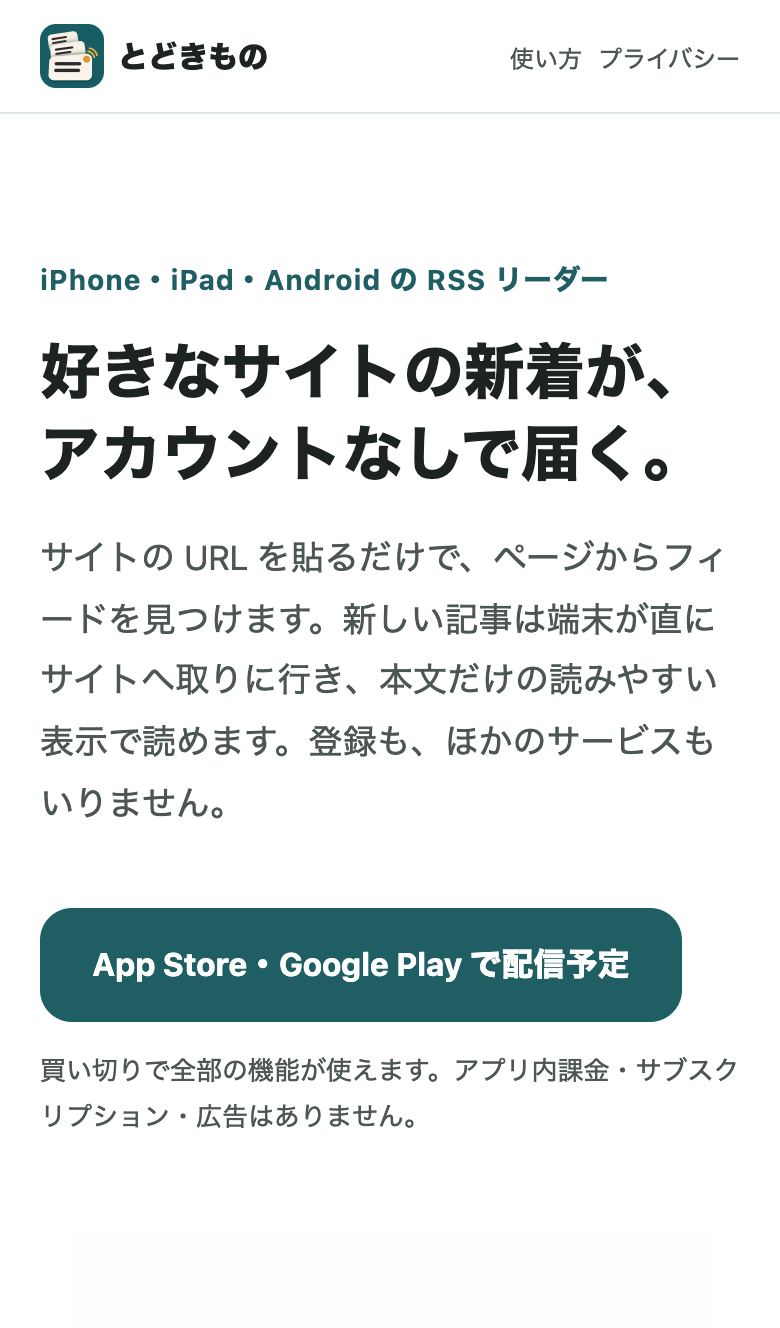 とどきもの
使い方 プライバシー
iPhone・iPad・Android の RSS リーダー
好きなサイトの新着が、
アカウントなしで届く。
サイトの URL を貼るだけで、ページからフィ
ードを見つけます。新しい記事は端末が直に
サイトへ取りに行き、本文だけの読みやすい
表示で読めます。登録も、ほかのサービスも
いりません。
App Store・Google Play で配信予定
買い切りで全部の機能が使えます。アプリ内課金・サブスク
リプション・広告はありません。